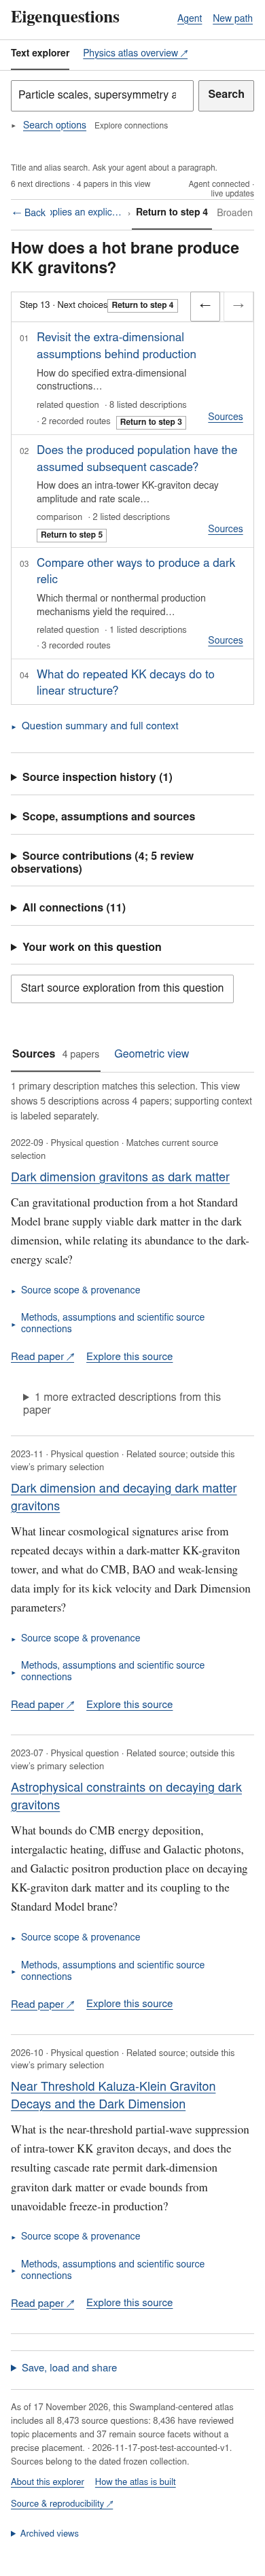 Eigenquestions
Agent New path
Text explorer Physics atlas overview ↗
Particle scales, supersymmetry a
Search
▸ Search options Explore connections
Title and alias search. Ask your agent about a paragraph.
6 next directions · 4 papers in this view
Agent connected ·
live updates
← Back plies an explic… › Return to step 4 Broaden
How does a hot brane produce
KK gravitons?
Step 13 · Next choices Return to step 4 ← →
01 Revisit the extra-dimensional
assumptions behind production
How do specified extra-dimensional
constructions…
related question · 8 listed descriptions
· 2 recorded routes Return to step 3
Sources
02 Does the produced population have the
assumed subsequent cascade?
How does an intra-tower KK-graviton decay
amplitude and rate scale…
comparison · 2 listed descriptions
Return to step 5
Sources
03 Compare other ways to produce a dark
relic
Which thermal or nonthermal production
mechanisms yield the required…
related question · 1 listed descriptions
· 3 recorded routes
Sources
04 What do repeated KK decays do to
linear structure?
▸ Question summary and full context
▶ Source inspection history (1)
▶ Scope, assumptions and sources
▶ Source contributions (4; 5 review
observations)
▶ All connections (11)
▶ Your work on this question
Start source exploration from this question
Sources 4 papers Geometric view
1 primary description matches this selection. This view
shows 5 descriptions across 4 papers; supporting context
is labeled separately.
2022-09 · Physical question · Matches current source
selection
Dark dimension gravitons as dark matter
Can gravitational production from a hot Standard
Model brane supply viable dark matter in the dark
dimension, while relating its abundance to the dark-
energy scale?
▸ Source scope & provenance
▸ Methods, assumptions and scientific source
connections
Read paper ↗ Explore this source
▶ 1 more extracted descriptions from this
paper
2023-11 · Physical question · Related source; outside this
view's primary selection
Dark dimension and decaying dark matter
gravitons
What linear cosmological signatures arise from
repeated decays within a dark-matter KK-graviton
tower, and what do CMB, BAO and weak-lensing
data imply for its kick velocity and Dark Dimension
parameters?
▸ Source scope & provenance
▸ Methods, assumptions and scientific source
connections
Read paper ↗ Explore this source
2023-07 · Physical question · Related source; outside this
view's primary selection
Astrophysical constraints on decaying dark
gravitons
What bounds do CMB energy deposition,
intergalactic heating, diffuse and Galactic photons,
and Galactic positron production place on decaying
KK-graviton dark matter and its coupling to the
Standard Model brane?
▸ Source scope & provenance
▸ Methods, assumptions and scientific source
connections
Read paper ↗ Explore this source
2026-10 · Physical question · Related source; outside this
view's primary selection
Near Threshold Kaluza-Klein Graviton
Decays and the Dark Dimension
What is the near-threshold partial-wave suppression
of intra-tower KK graviton decays, and does the
resulting cascade rate permit dark-dimension
graviton dark matter or evade bounds from
unavoidable freeze-in production?
▸ Source scope & provenance
▸ Methods, assumptions and scientific source
connections
Read paper ↗ Explore this source
▶ Save, load and share
As of 17 November 2026, this Swampland-centered atlas
includes all 8,473 source questions: 8,436 have reviewed
topic placements and 37 remain source facets without a
precise placement. · 2026-11-17-post-test-accounted-v1.
Sources belong to the dated frozen collection.
About this explorer How the atlas is built
Source & reproducibility ↗
▶ Archived views